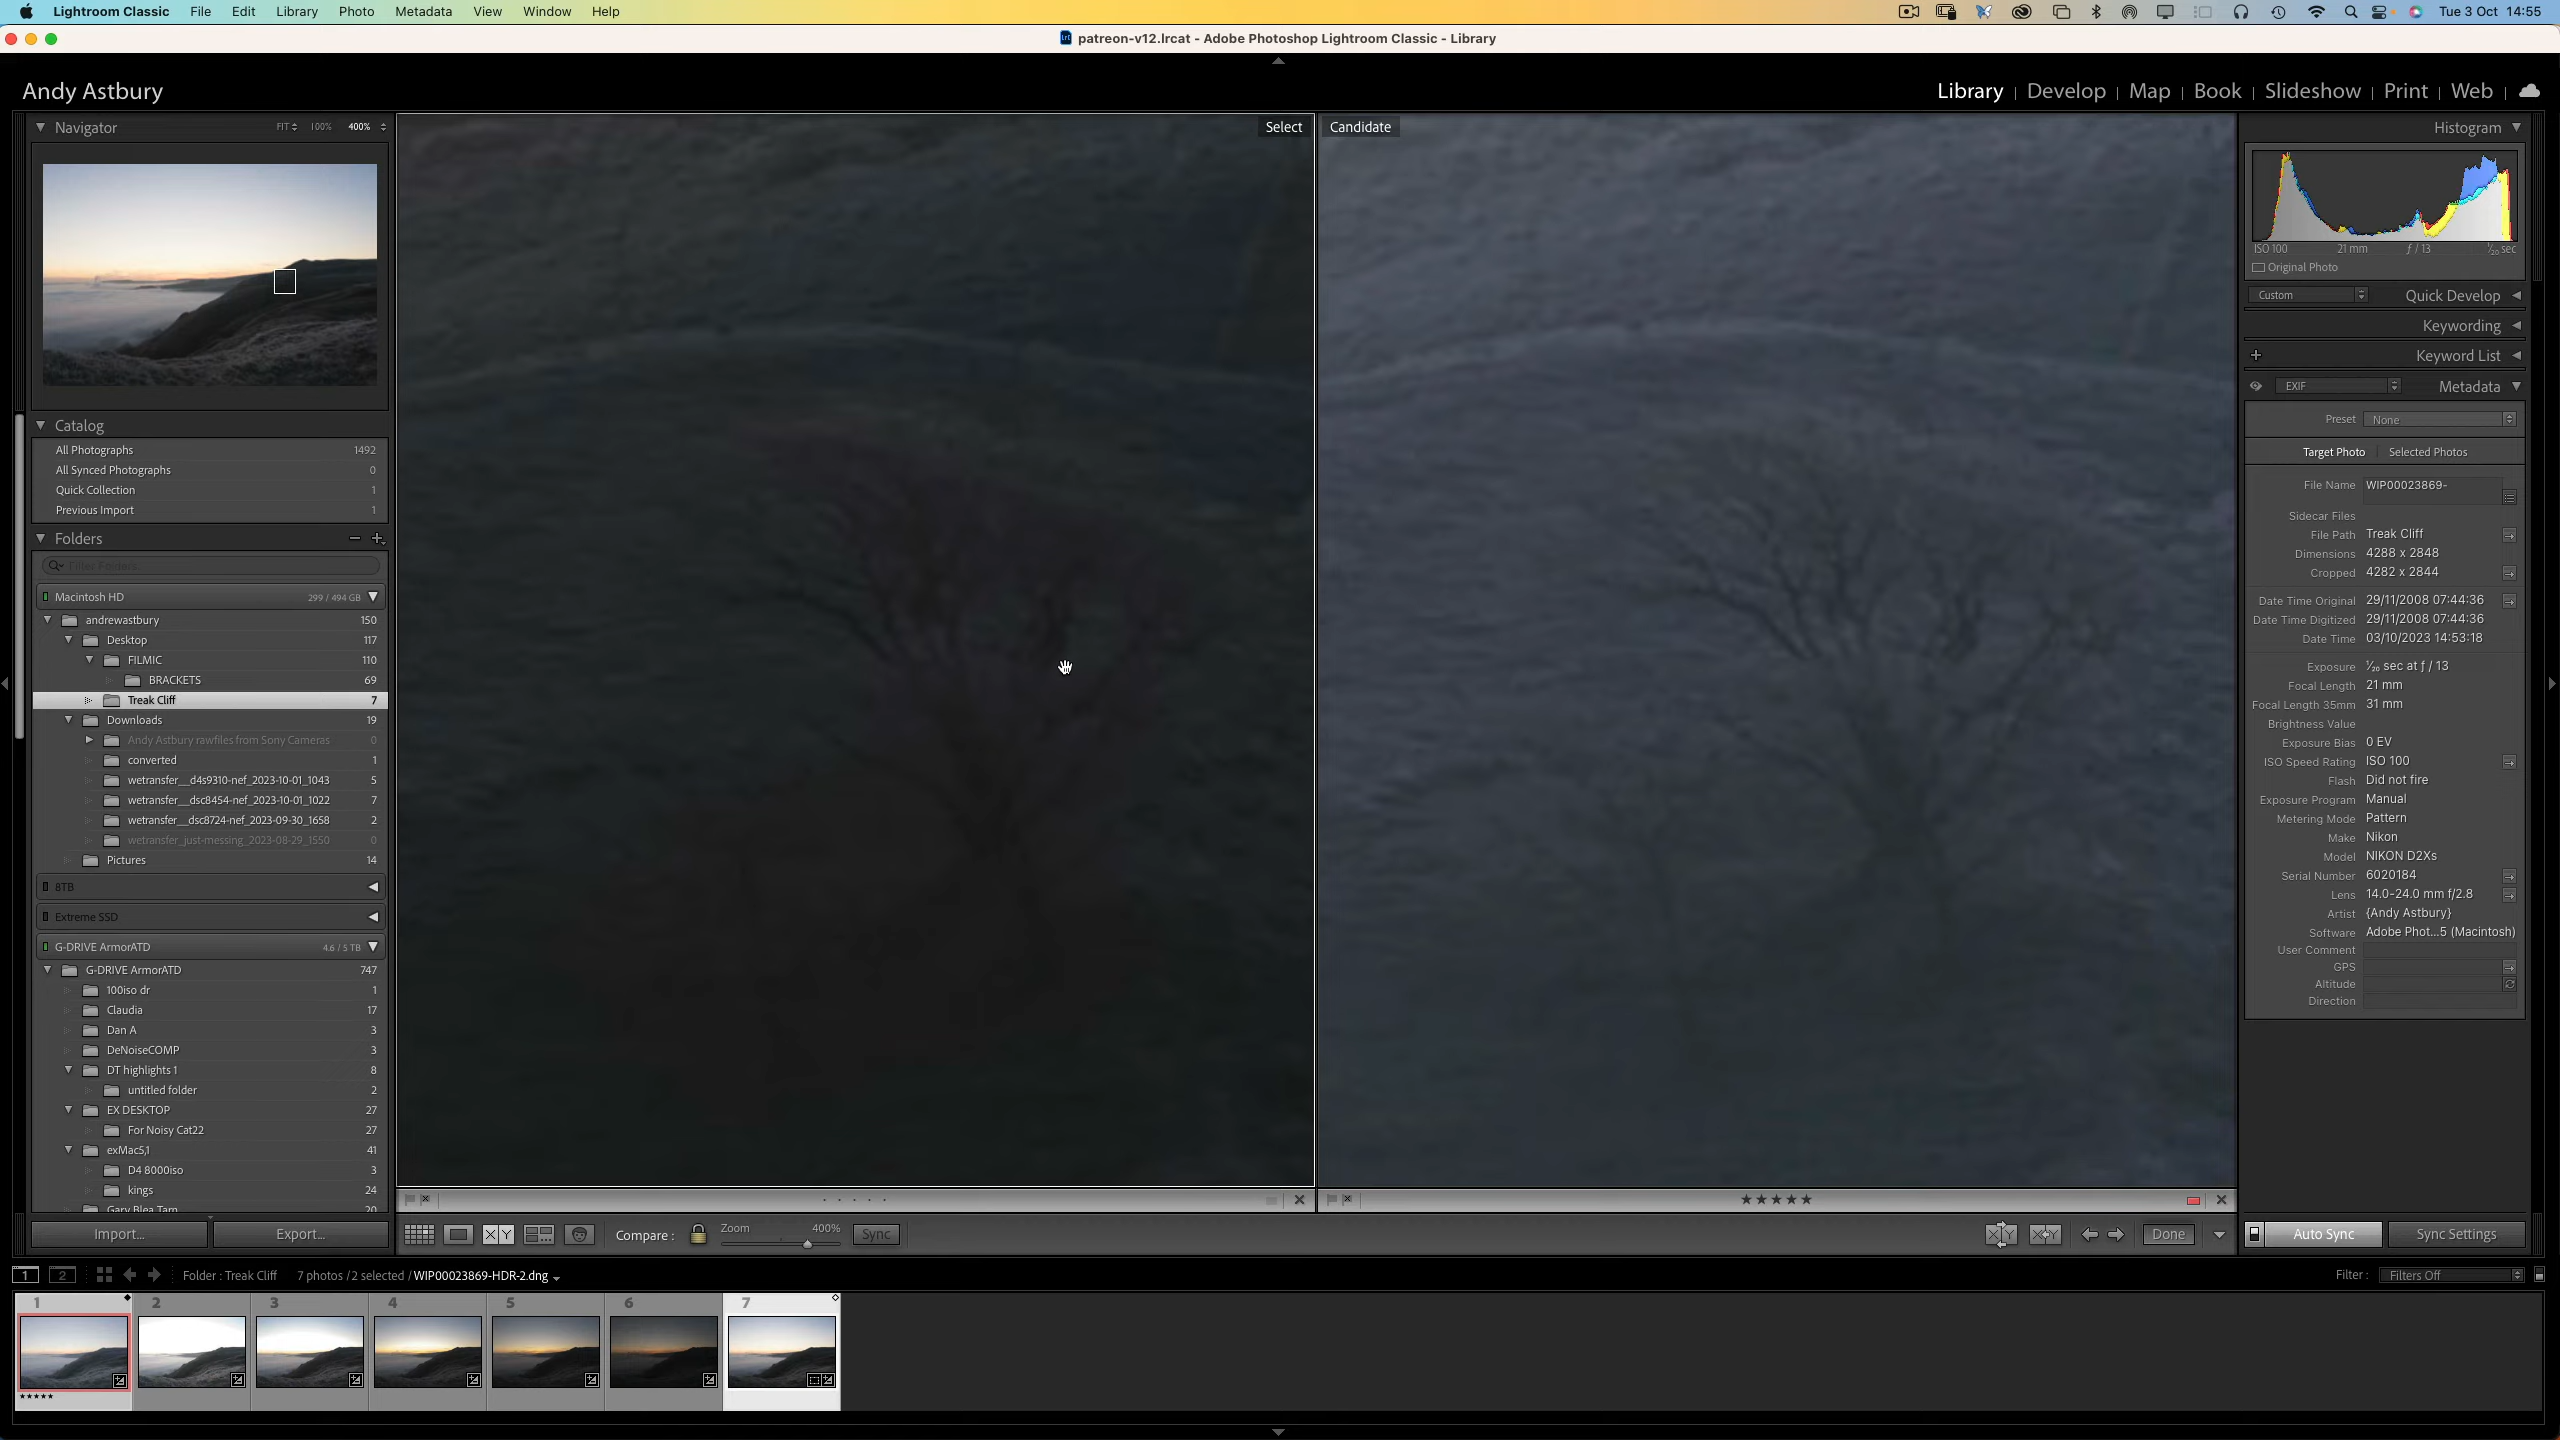 Lightroom Classic File Edit Library Photo Metadata View Window Help Tue 3 Oct 14:55
patreon-v12.lrcat - Adobe Photoshop Lightroom Classic - Library
Andy Astbury
Library | Develop | Map | Book | Slideshow | Print | Web |
Navigator FIT 100% 400%
Catalog
All Photographs 1492
All Synced Photographs 0
Quick Collection 1
Previous Import 1
Folders
Filter Folders
Macintosh HD 299 / 494 GB
andrewastbury 150
Desktop 117
FILMIC 110
BRACKETS 69
Treak Cliff 7
Downloads 19
Andy Astbury rawfiles from Sony Cameras 0
converted 1
wetransfer__d4s9310-nef_2023-10-01_1043 5
wetransfer__dsc8454-nef_2023-10-01_1022 7
wetransfer__dsc8724-nef_2023-09-30_1658 2
wetransfer_just-messing_2023-08-29_1550 0
Pictures 14
8TB
Extreme SSD
G-DRIVE ArmorATD 4.6 / 5 TB
G-DRIVE ArmorATD 747
100iso dr 1
Claudia 17
Dan A 3
DeNoiseCOMP 3
DT highlights 1 8
untitled folder 2
EX DESKTOP 27
For Noisy Cat22 27
exMac5,1 41
D4 8000iso 3
kings 24
Gary Blea Tarn 20
Import... Export...
Select
Candidate
Compare : Zoom 400% Sync
XY XY Done
Histogram
ISO 100 21 mm ƒ / 13 1/20 sec
Original Photo
Custom Quick Develop
Keywording
+ Keyword List
EXIF Metadata
Preset None
Target Photo Selected Photos
File Name WIP00023869-
Sidecar Files
File Path Treak Cliff
Dimensions 4288 x 2848
Cropped 4282 x 2844
Date Time Original 29/11/2008 07:44:36
Date Time Digitized 29/11/2008 07:44:36
Date Time 03/10/2023 14:53:18
Exposure 1/20 sec at ƒ / 13
Focal Length 21 mm
Focal Length 35mm 31 mm
Brightness Value
Exposure Bias 0 EV
ISO Speed Rating ISO 100
Flash Did not fire
Exposure Program Manual
Metering Mode Pattern
Make Nikon
Model NIKON D2Xs
Serial Number 6020184
Lens 14.0-24.0 mm f/2.8
Artist {Andy Astbury}
Software Adobe Phot...5 (Macintosh)
User Comment
GPS
Altitude
Direction
Auto Sync Sync Settings
1 2 Folder : Treak Cliff 7 photos / 2 selected / WIP00023869-HDR-2.dng Filter : Filters Off
1 2 3 4 5 6 7